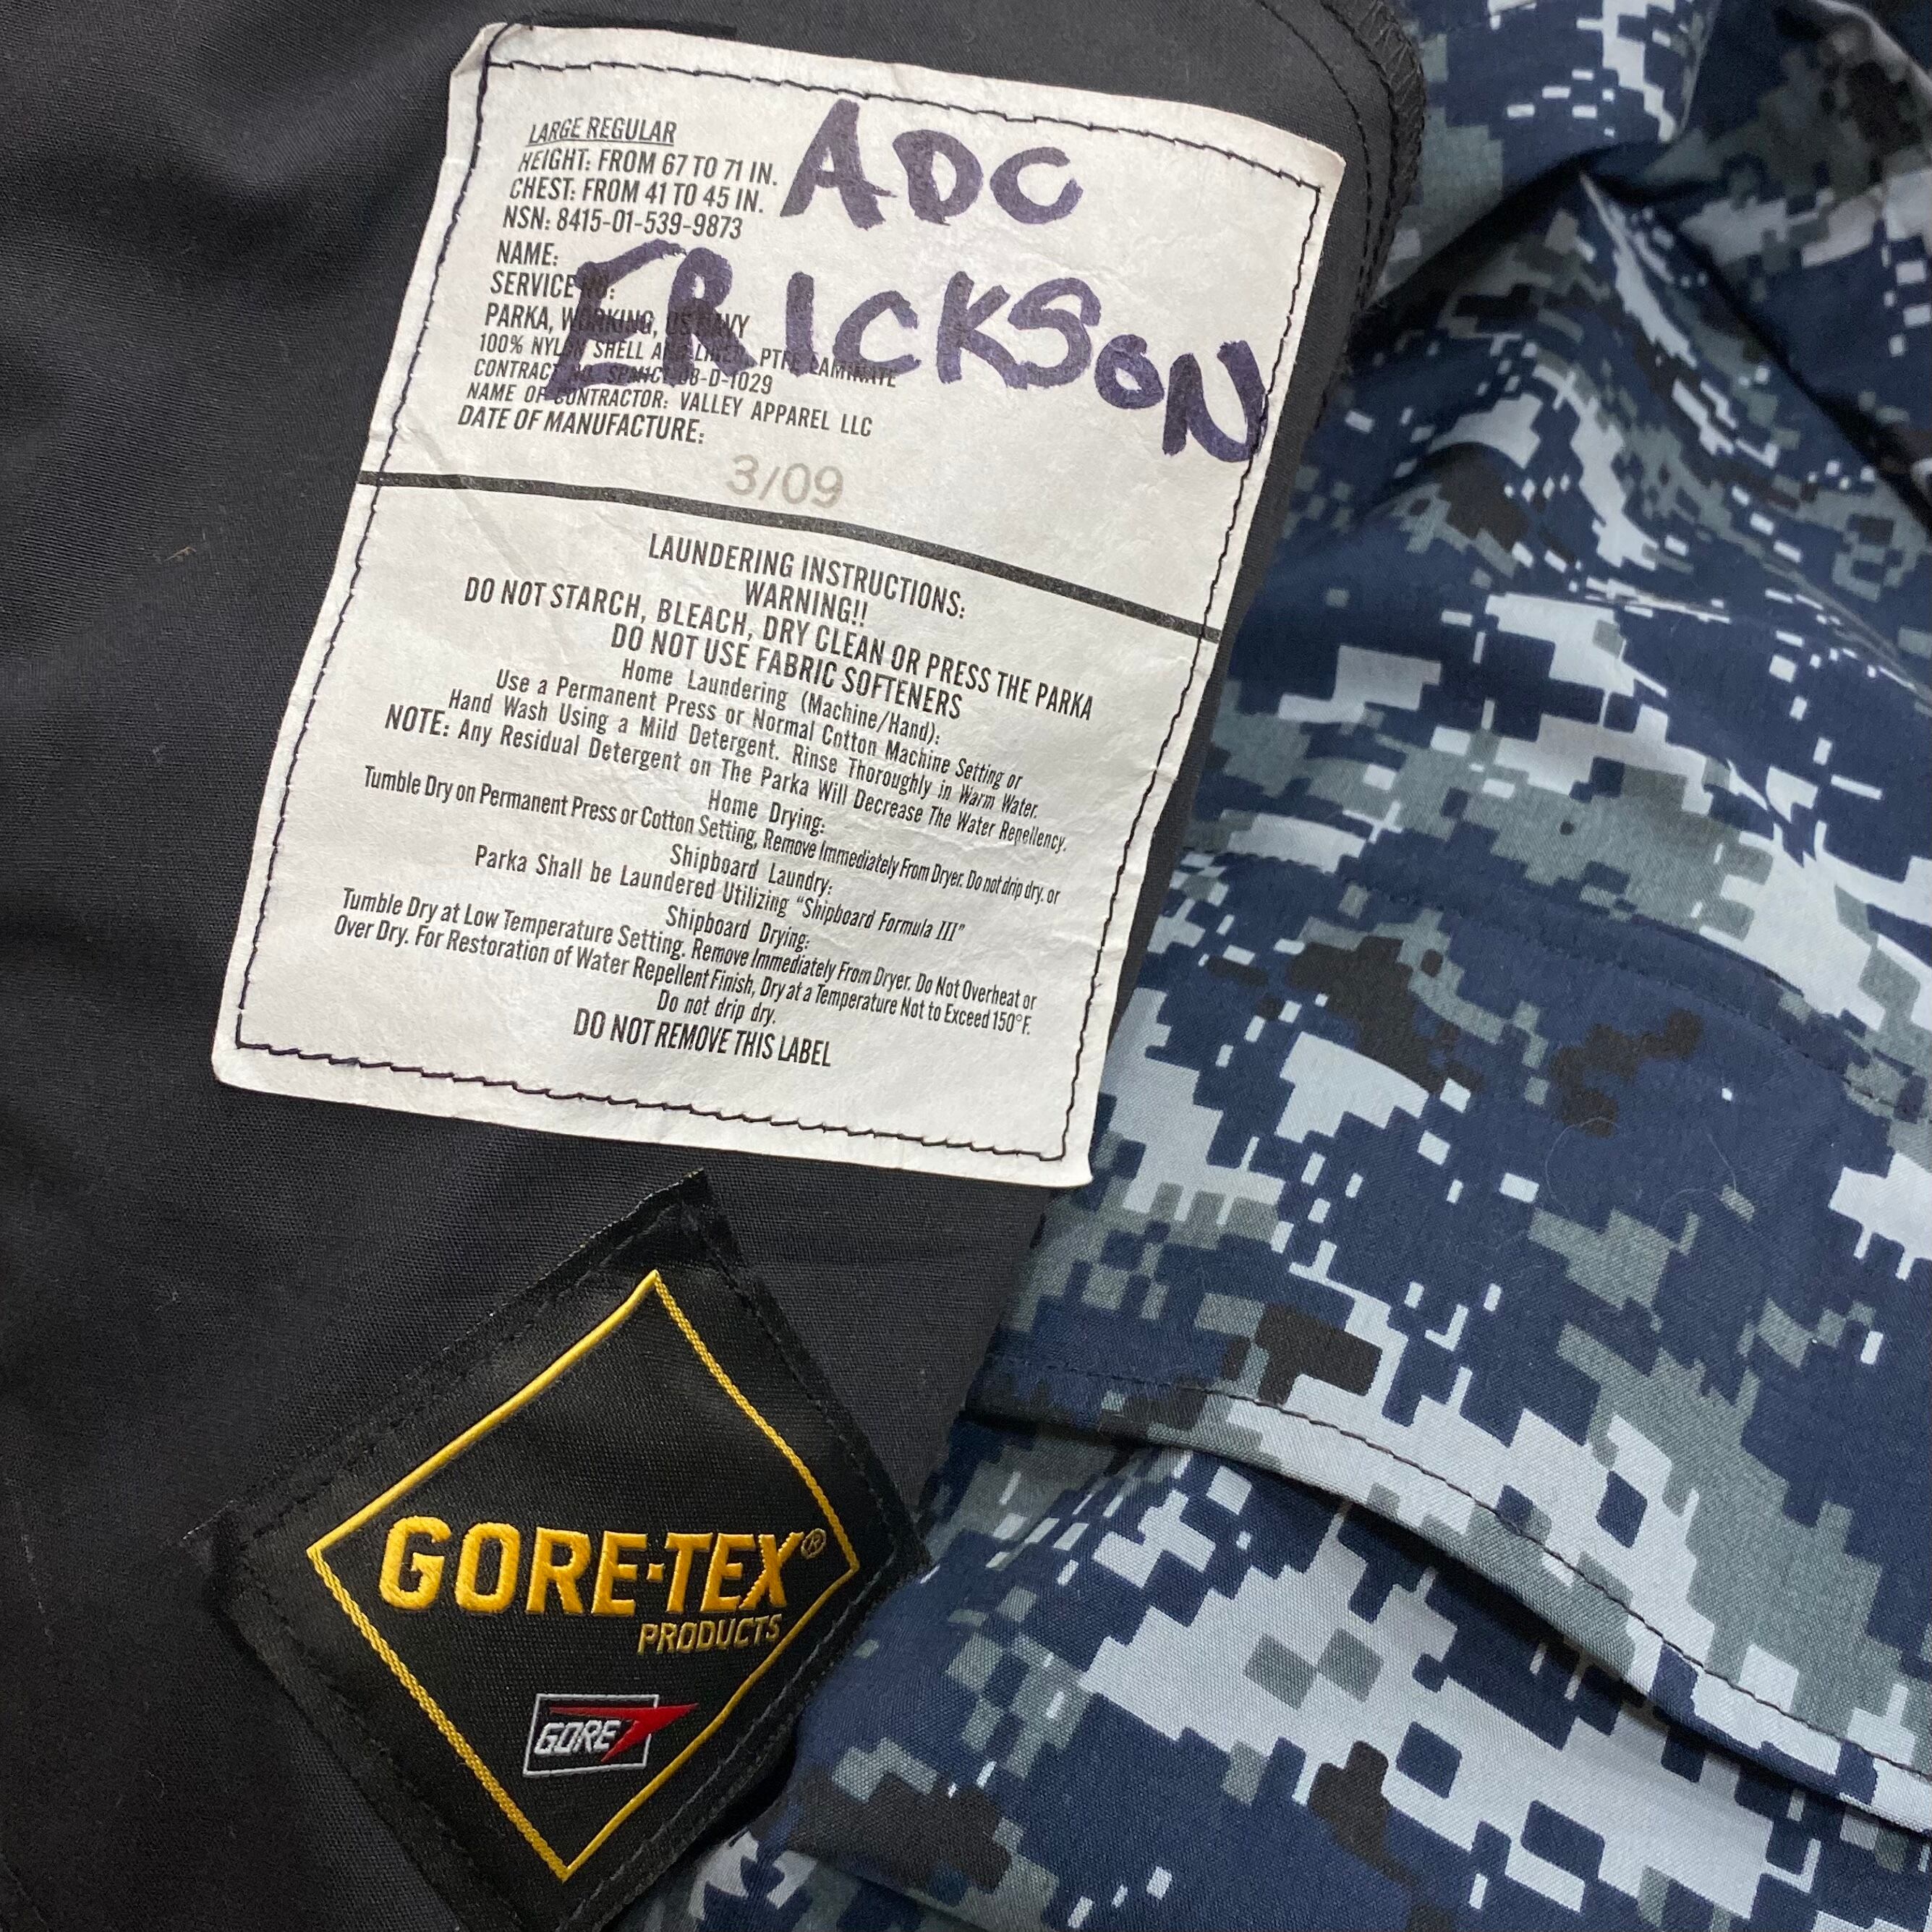 LARGE REGULAR
HEIGHT: FROM 67 TO 71 IN.
CHEST: FROM 41 TO 45 IN.
NSN: 8415-01-539-9873
ADC
ERICKSON
NAME:
SERVICE
PARKA, WORKING, US NAVY
100% NYLON SHELL AND LINER, PTFE LAMINATE
CONTRACT NO. 08-D-1029
NAME OF CONTRACTOR: VALLEY APPAREL LLC
DATE OF MANUFACTURE:
3/09
LAUNDERING INSTRUCTIONS:
WARNING!!
DO NOT STARCH, BLEACH, DRY CLEAN OR PRESS THE PARKA
DO NOT USE FABRIC SOFTENERS
Home Laundering (Machine/Hand):
Use a Permanent Press or Normal Cotton Machine Setting or
Hand Wash Using a Mild Detergent. Rinse Thoroughly in Warm Water.
NOTE: Any Residual Detergent on The Parka Will Decrease The Water Repellency.
Home Drying:
Tumble Dry on Permanent Press or Cotton Setting, Remove Immediately From Dryer. Do not drip dry. or
Shipboard Laundry:
Parka Shall be Laundered Utilizing "Shipboard Formula III"
Shipboard Drying:
Tumble Dry at Low Temperature Setting. Remove Immediately From Dryer. Do Not Overheat or
Over Dry. For Restoration of Water Repellent Finish, Dry at a Temperature Not to Exceed 150°F.
Do not drip dry.
DO NOT REMOVE THIS LABEL
GORE-TEX®
PRODUCTS
GORE